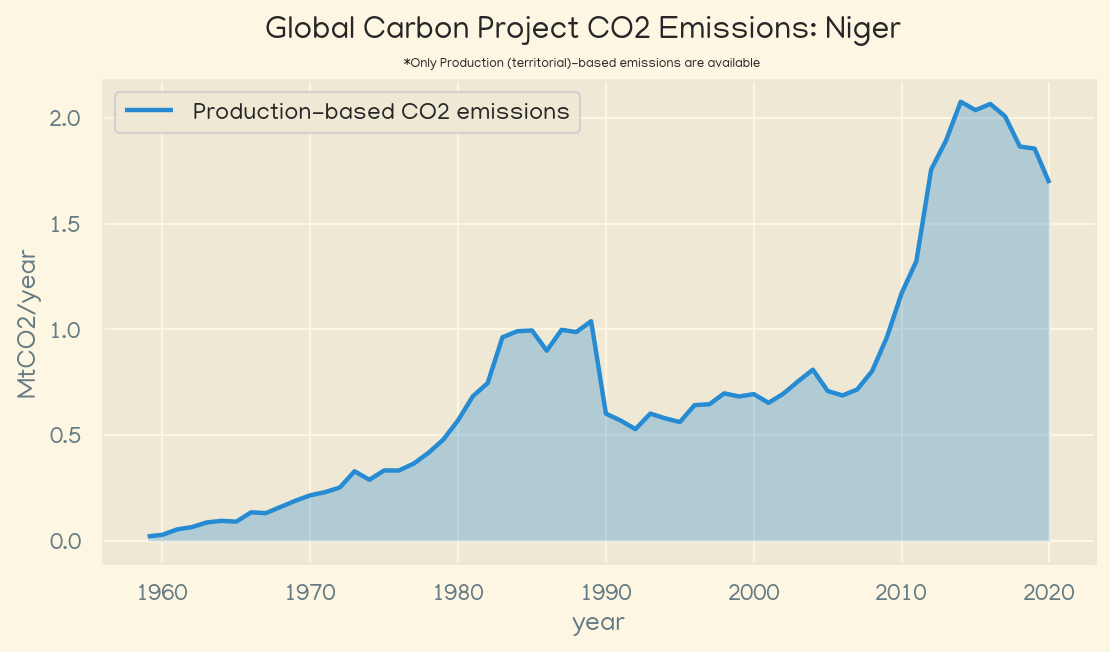 Global Carbon Project CO2 Emissions: Niger
*Only Production (territorial)-based emissions are available
Production-based CO2 emissions
2.0
1.5
1.0
0.5
0.0
MtCO2/year
1960 1970 1980 1990 2000 2010 2020
year